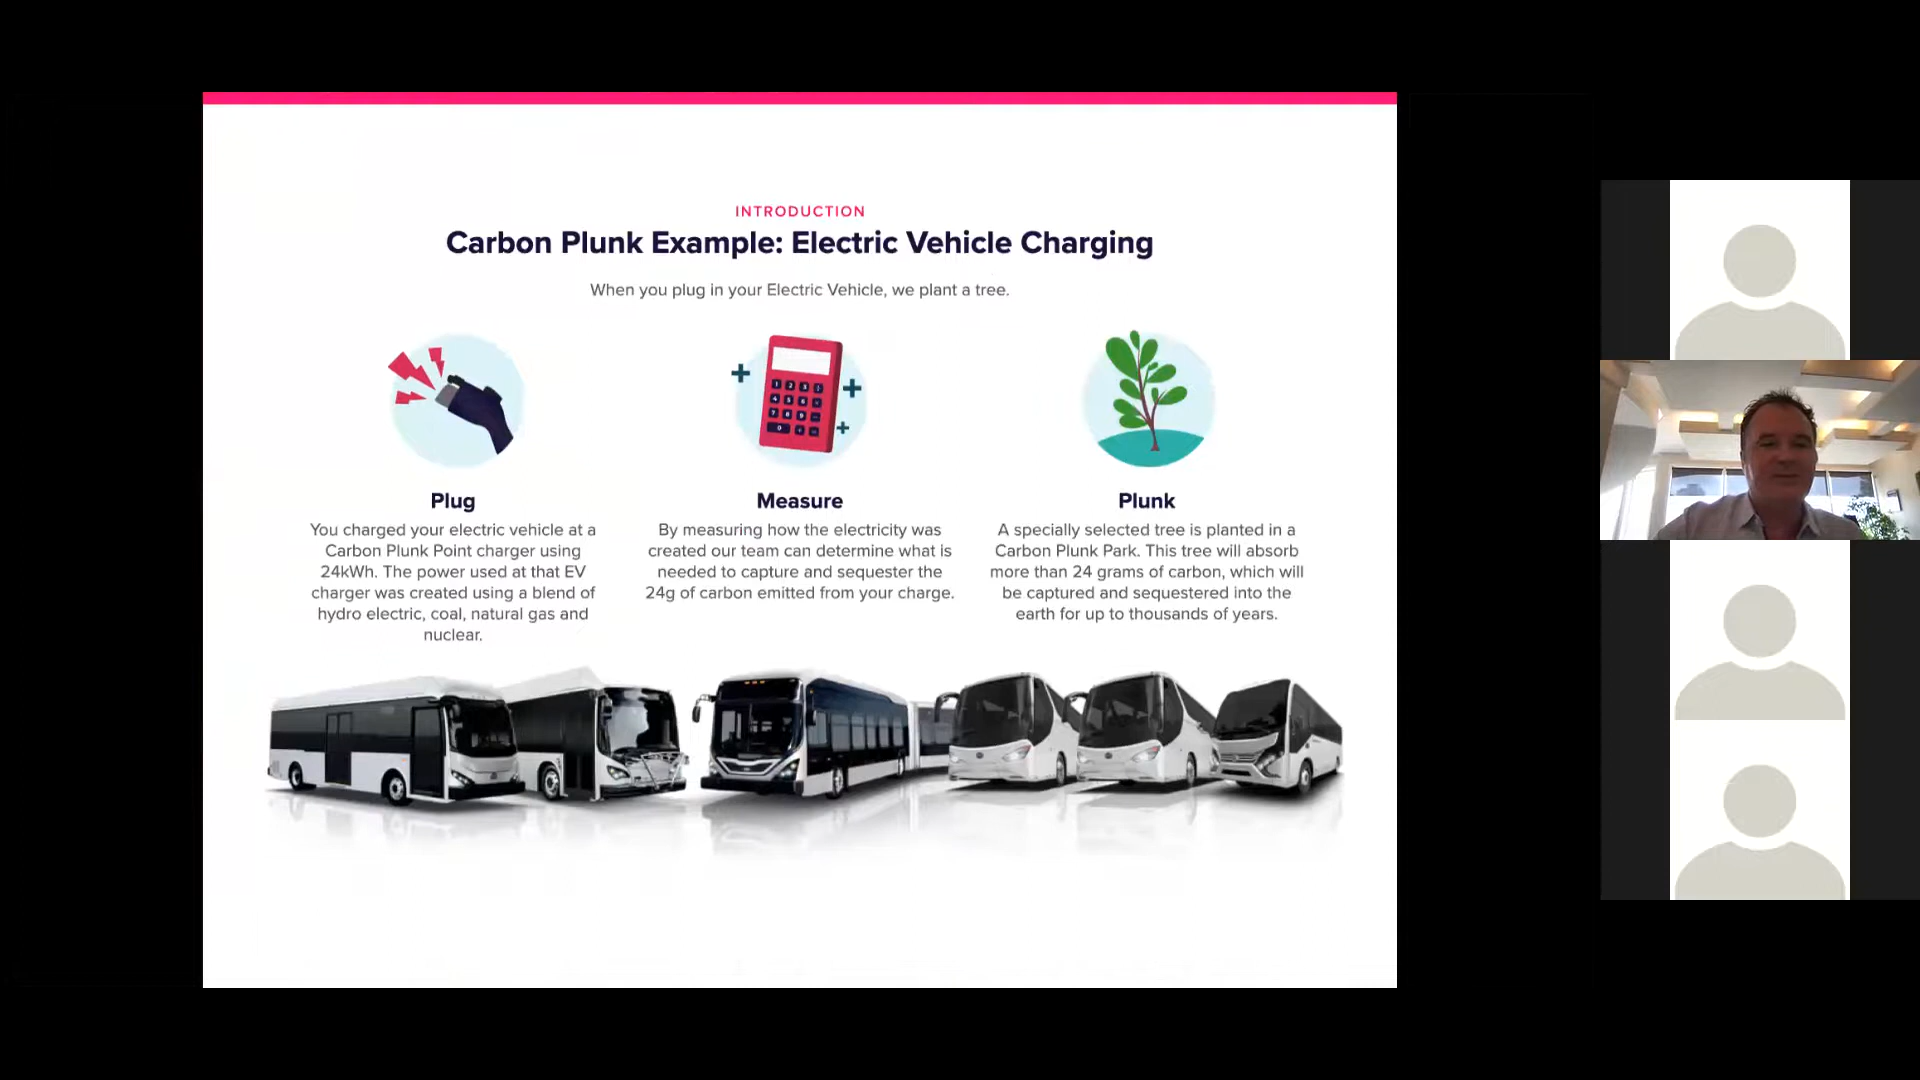 INTRODUCTION
Carbon Plunk Example: Electric Vehicle Charging
When you plug in your Electric Vehicle, we plant a tree.
Plug
You charged your electric vehicle at a
Carbon Plunk Point charger using
24kWh. The power used at that EV
charger was created using a blend of
hydro electric, coal, natural gas and
nuclear.
Measure
By measuring how the electricity was
created our team can determine what is
needed to capture and sequester the
24g of carbon emitted from your charge.
Plunk
A specially selected tree is planted in a
Carbon Plunk Park. This tree will absorb
more than 24 grams of carbon, which will
be captured and sequestered into the
earth for up to thousands of years.